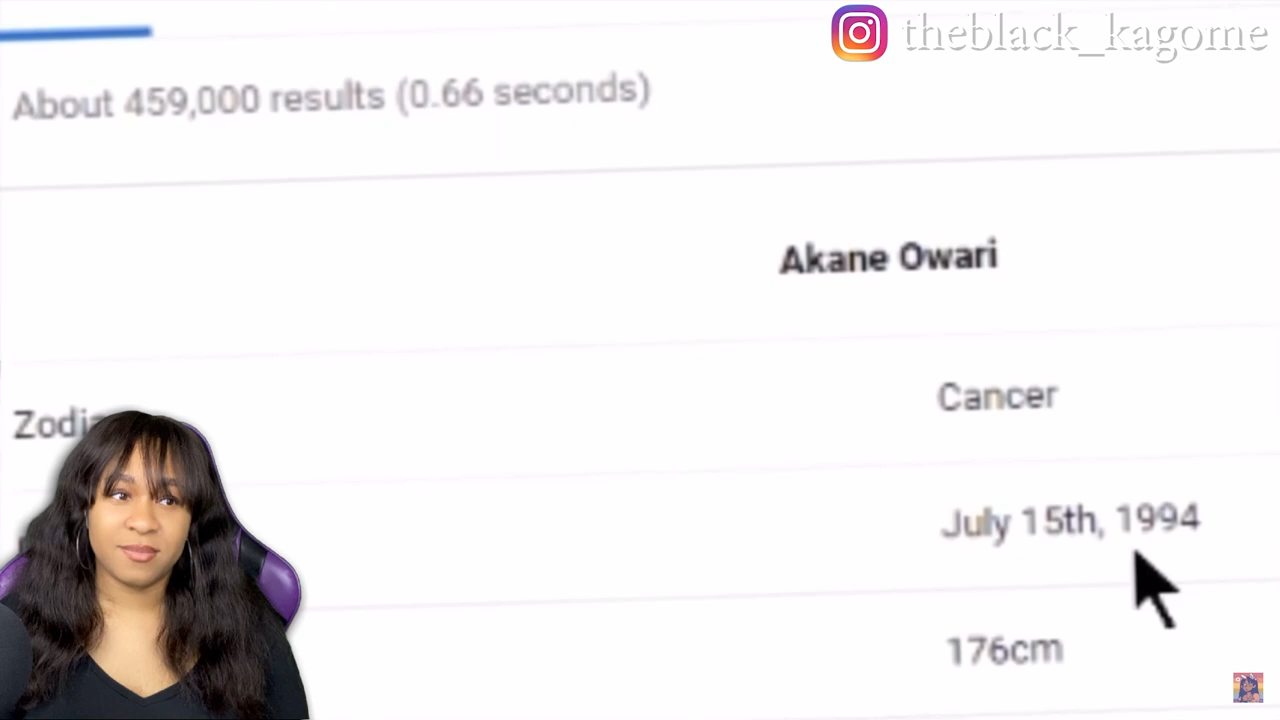 theblack_kagome
About 459,000 results (0.66 seconds)
Akane Owari
Cancer
July 15th, 1994
176cm